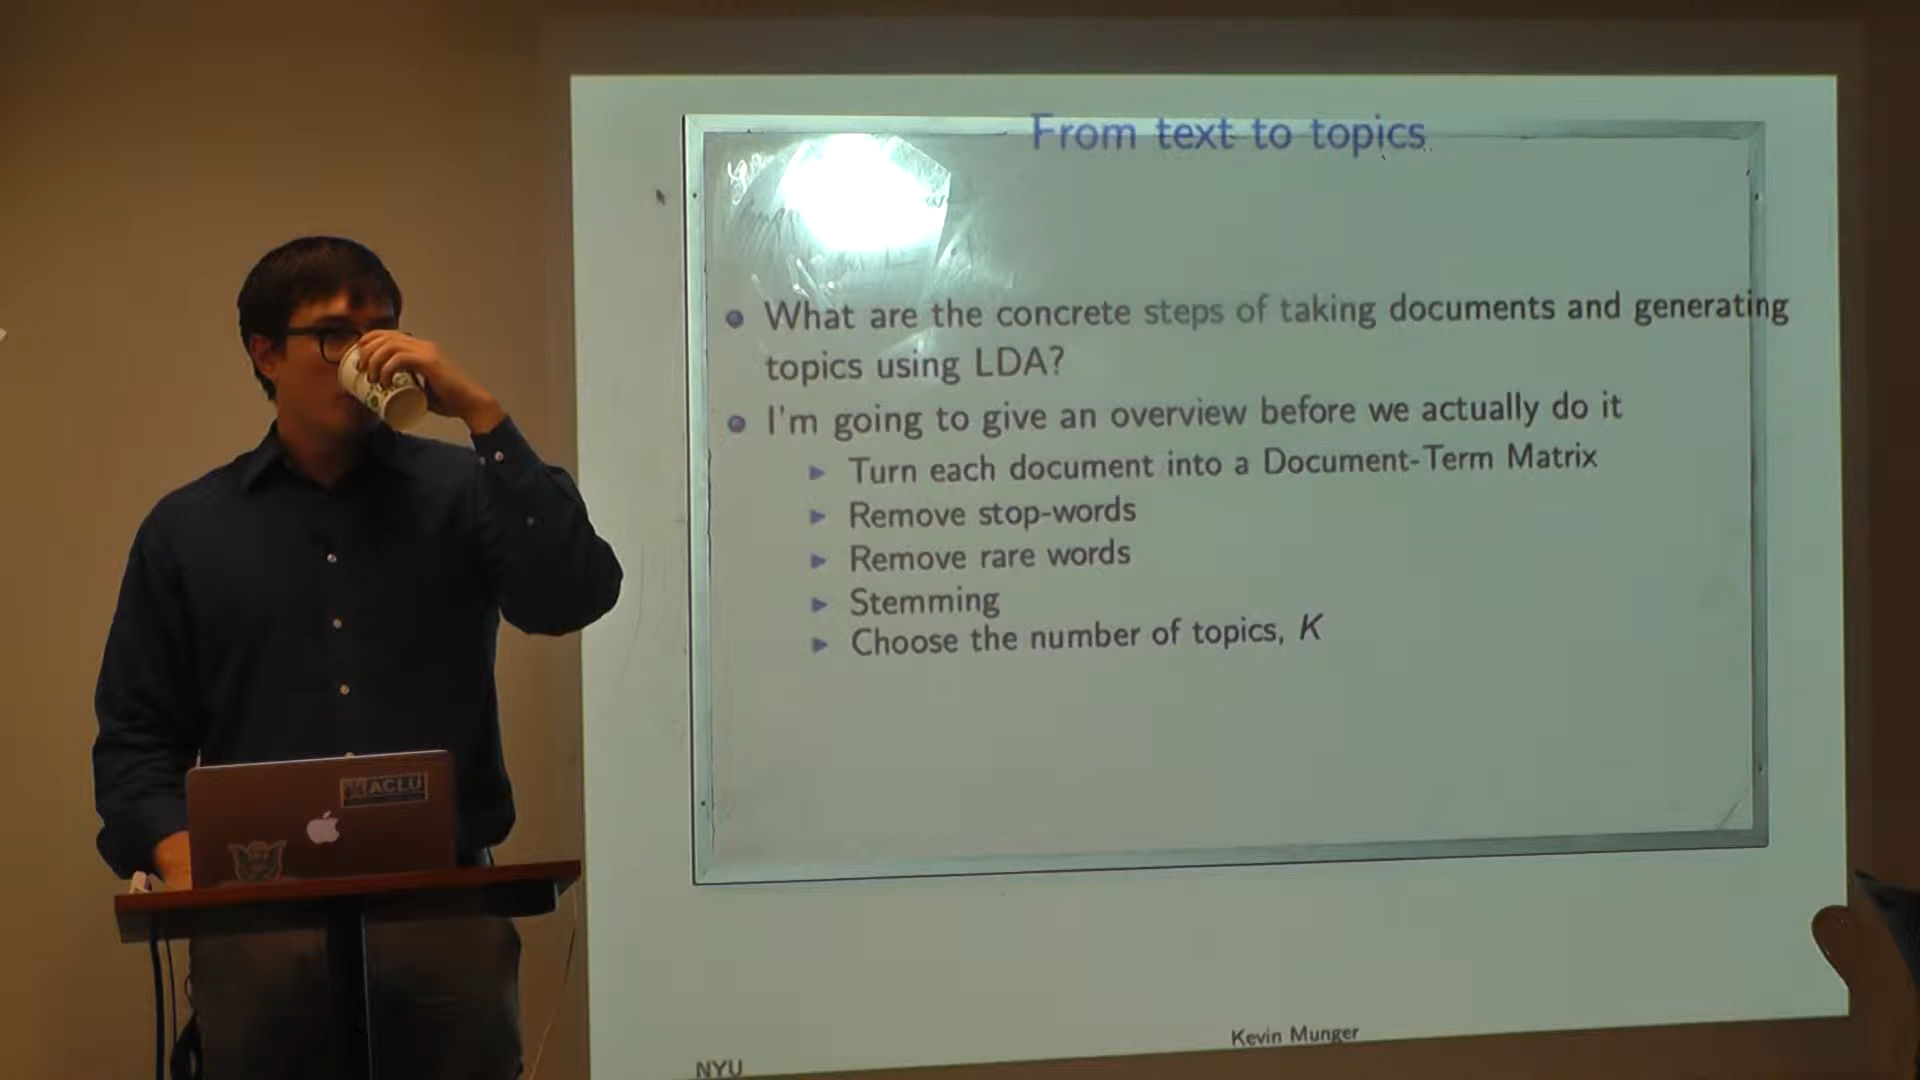 From text to topics
What are the concrete steps of taking documents and generating
topics using LDA?
I'm going to give an overview before we actually do it
Turn each document into a Document-Term Matrix
Remove stop-words
Remove rare words
Stemming
Choose the number of topics, K
Kevin Munger
NYU
ACLU